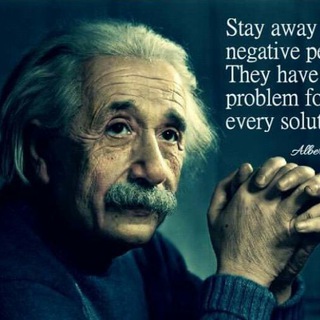 Stay away
negative pe
They have
problem fo
every solut
Albe